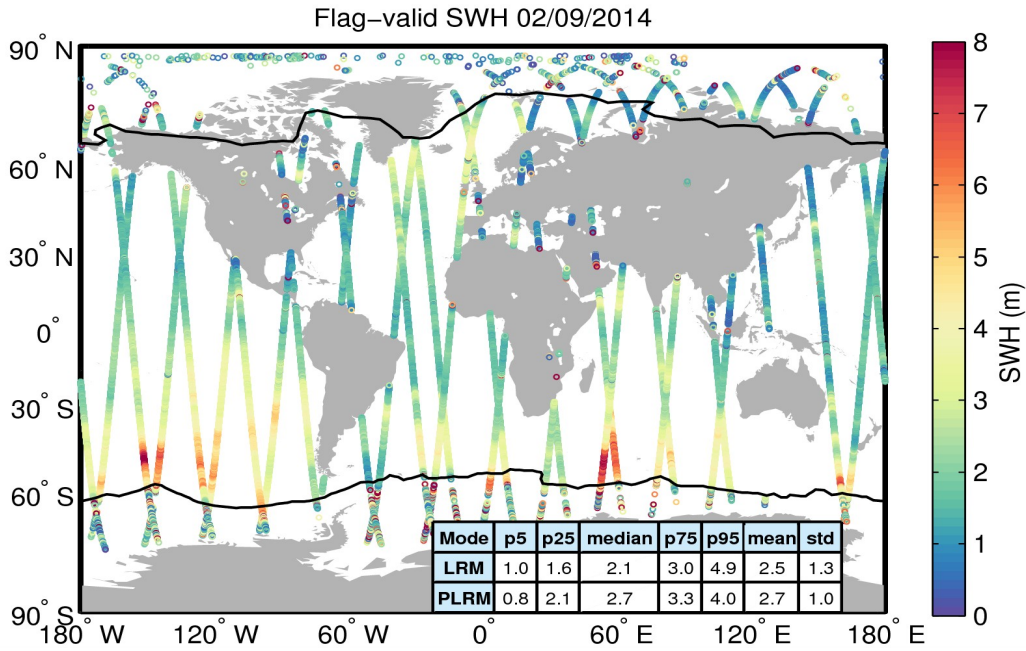 Flag−valid SWH 02/09/2014
90° N
60° N
30° N
0°
30° S
60° S
90° S
180° W
120° W
60° W
0°
60° E
120° E
180° E
Mode p5 p25 median p75 p95 mean std
LRM 1.0 1.6 2.1 3.0 4.9 2.5 1.3
PLRM 0.8 2.1 2.7 3.3 4.0 2.7 1.0
8
7
6
5
4
3
2
1
0
SWH (m)